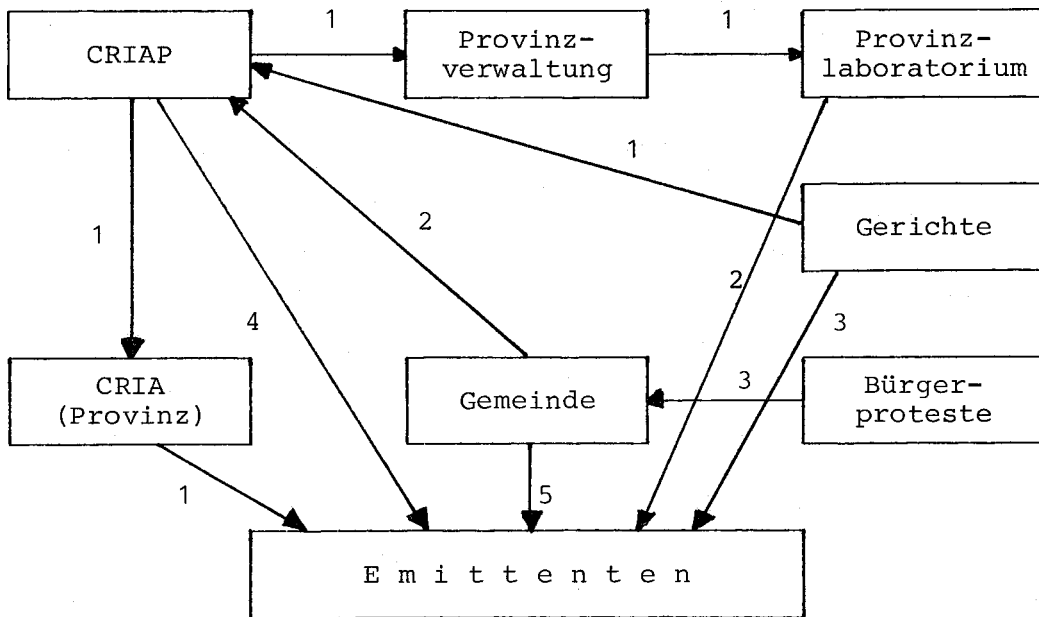 1
1
CRIAP
Provinz-
verwaltung
Provinz-
laboratorium
1
Gerichte
2
1
2
4
3
CRIA
(Provinz)
Gemeinde
3
Bürger-
proteste
1
5
E m i t t e n t e n